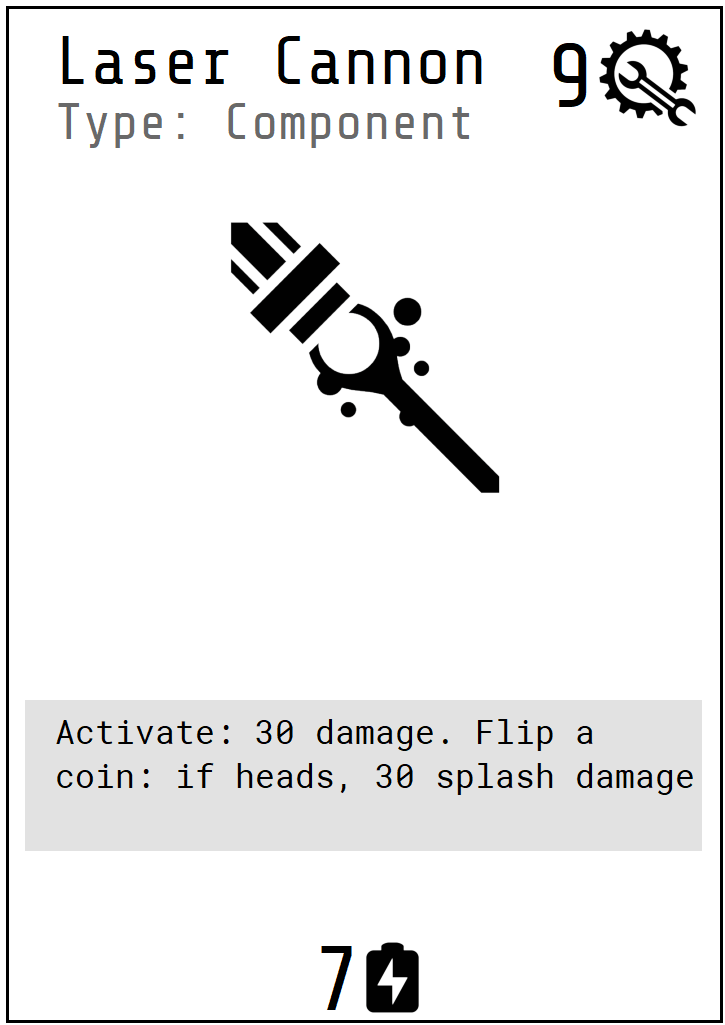 Laser Cannon 9
Type: Component
Activate: 30 damage. Flip a
coin: if heads, 30 splash damage
7